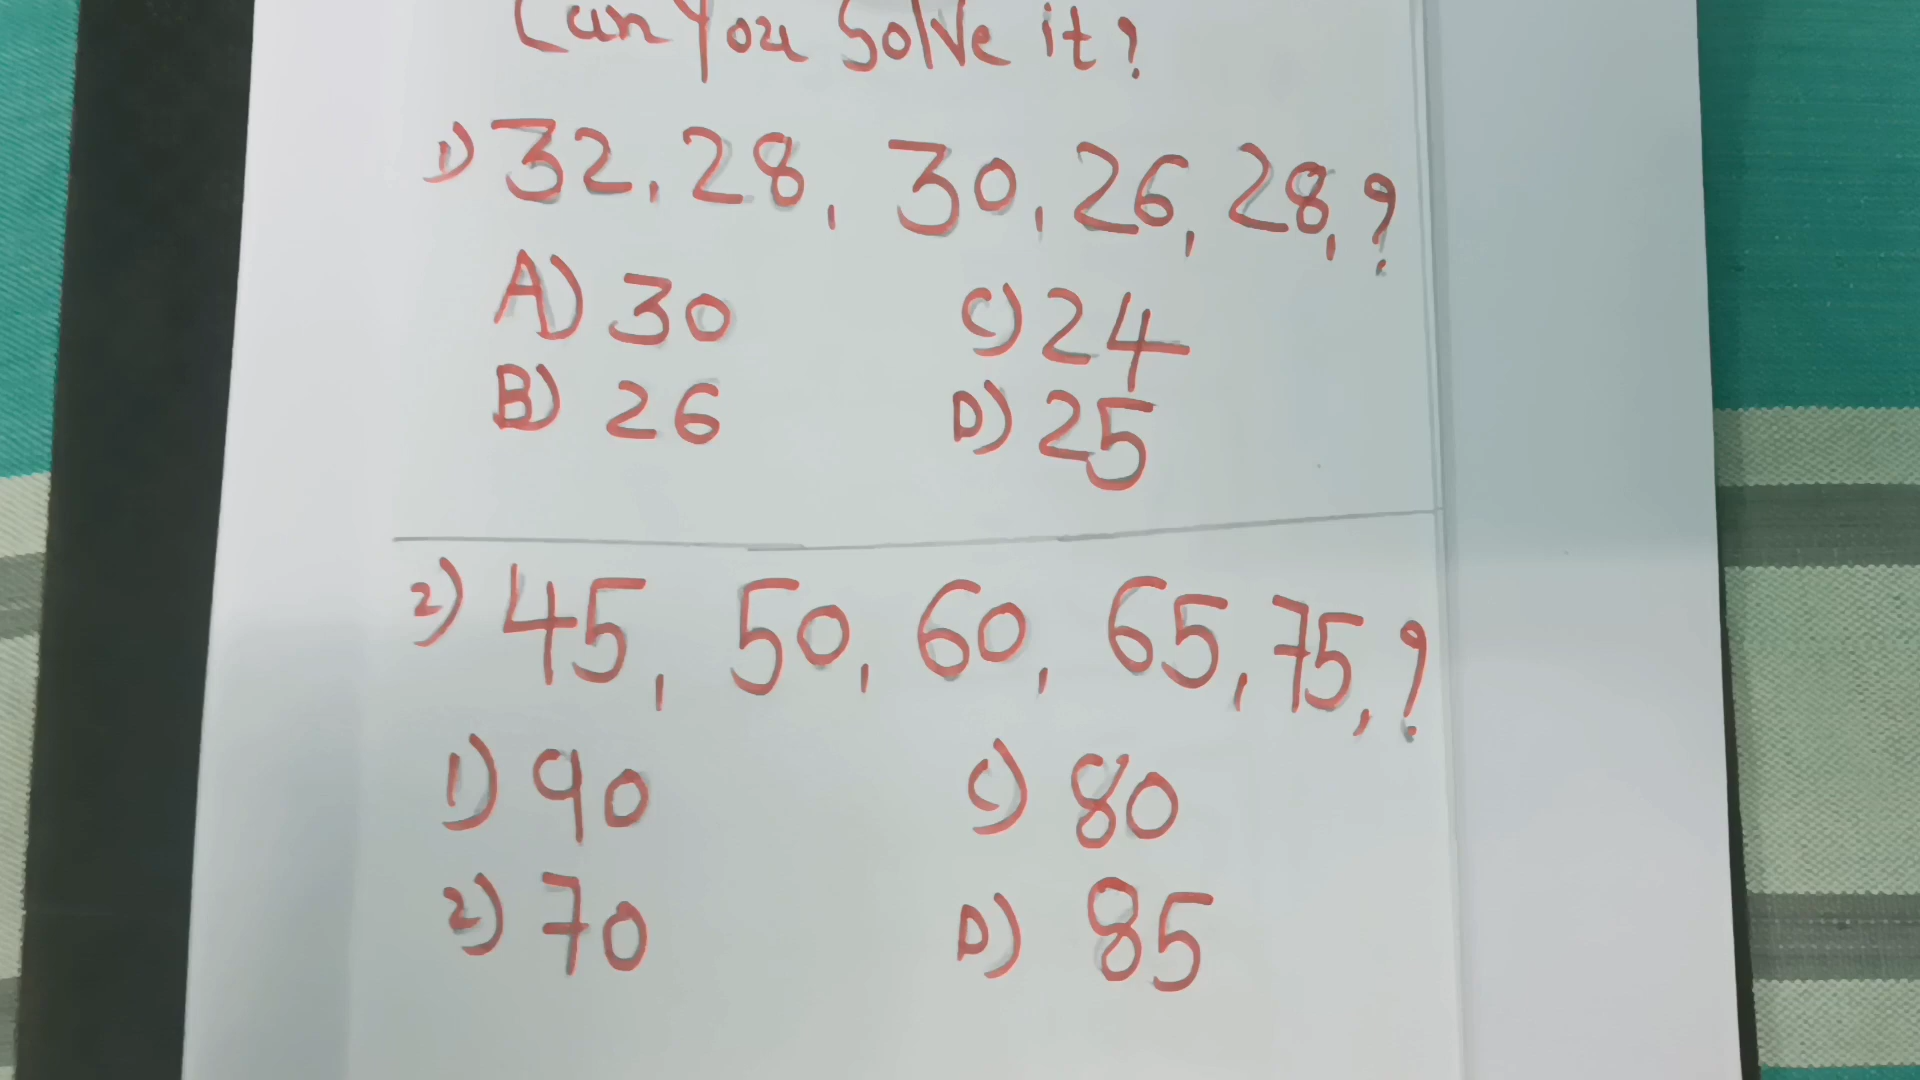 Can You Solve it?
1) 32, 28, 30, 26, 28, ?
A) 30 C) 24
B) 26 D) 25
2) 45, 50, 60, 65, 75, ?
1) 90 C) 80
2) 70 D) 85